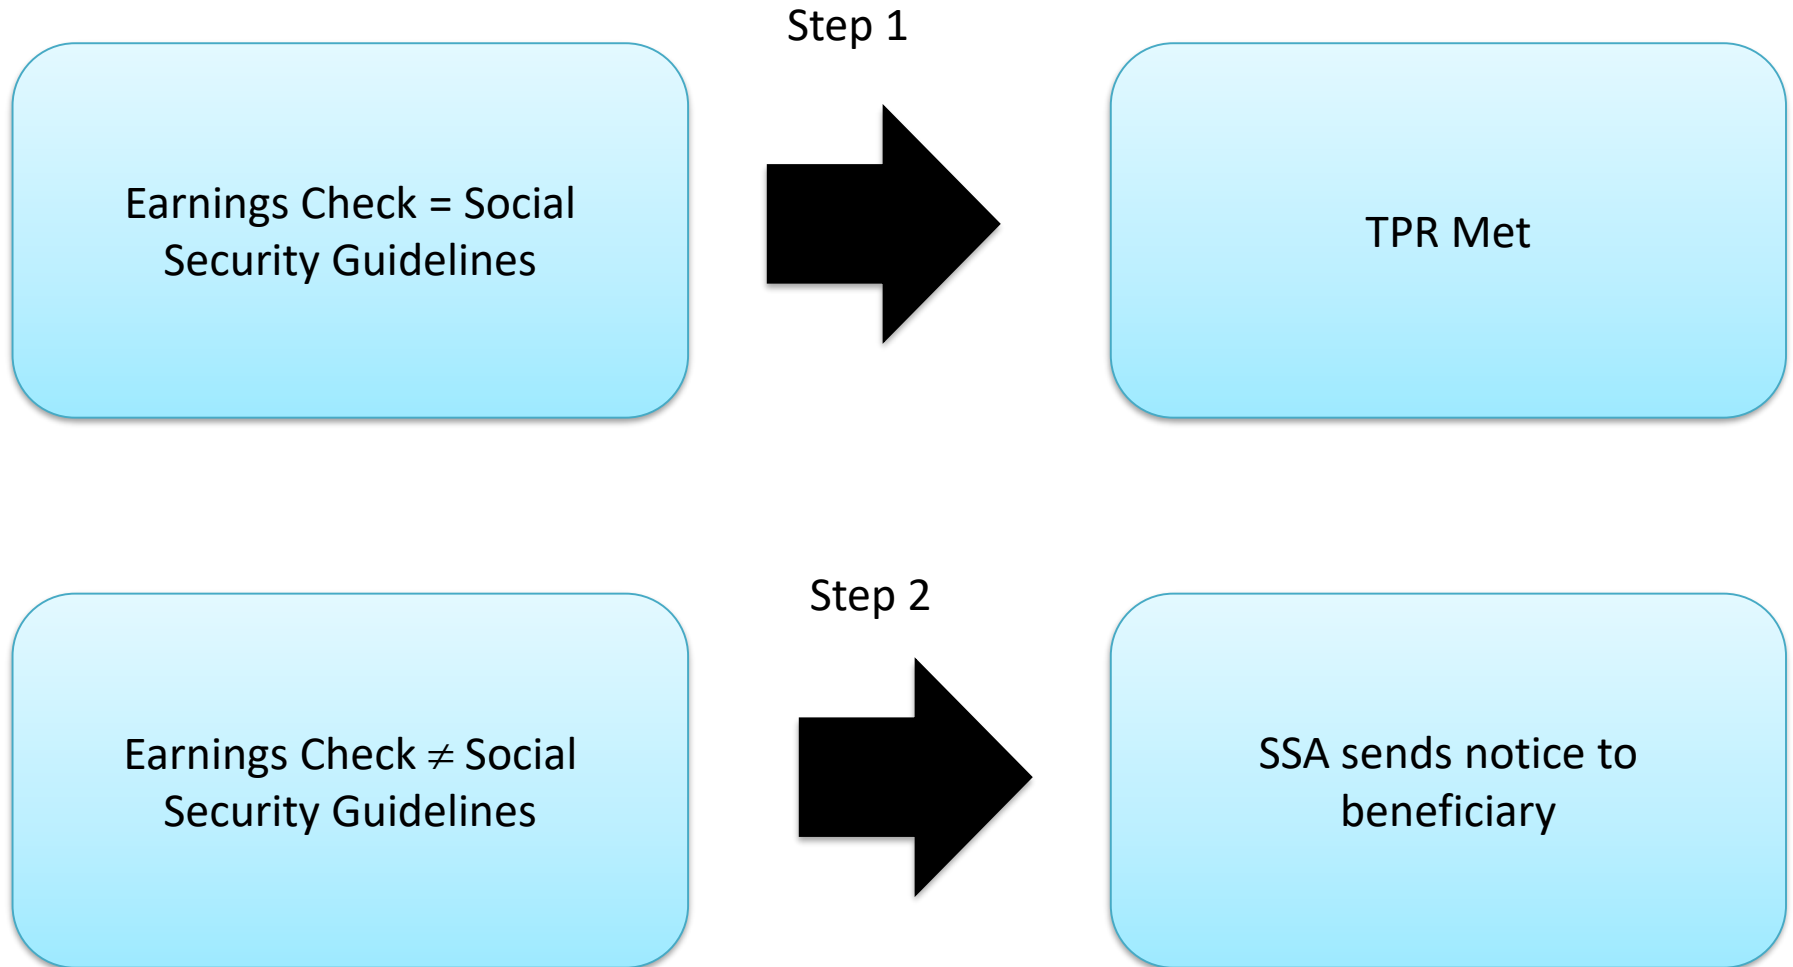 Step 1
Earnings Check = Social
Security Guidelines
TPR Met
Step 2
Earnings Check ≠ Social
Security Guidelines
SSA sends notice to
beneficiary